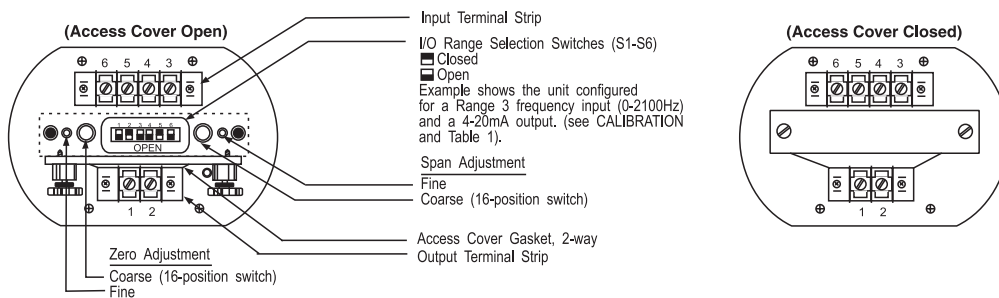 (Access Cover Open)
6 5 4 3
1 2 3 4 5 6
OPEN
1 2
Input Terminal Strip
I/O Range Selection Switches (S1-S6)
Closed
Open
Example shows the unit configured
for a Range 3 frequency input (0-2100Hz)
and a 4-20mA output. (see CALIBRATION
and Table 1).
Span Adjustment
Fine
Coarse (16-position switch)
Access Cover Gasket, 2-way
Output Terminal Strip
Zero Adjustment
Coarse (16-position switch)
Fine
(Access Cover Closed)
6 5 4 3
1 2